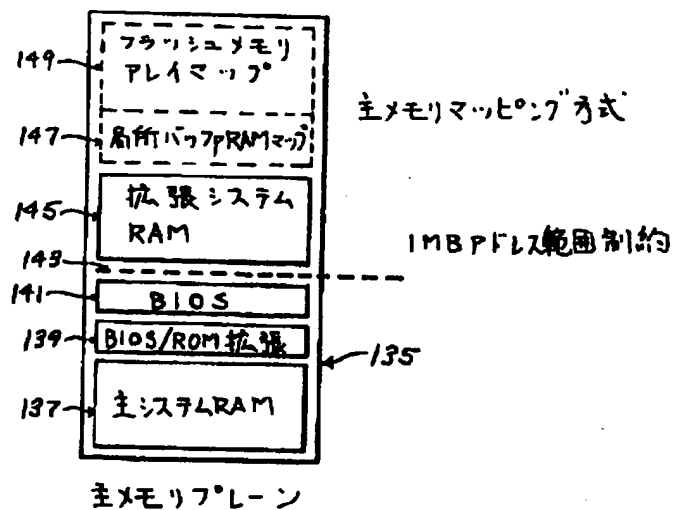 149
フラッシュメモリ
アレイマップ
147
局所バッファRAMマップ
主メモリマッピング方式
145
拡張システム
RAM
1MBアドレス範囲制約
143
141
BIOS
139
BIOS/ROM拡張
135
137
主システムRAM
主メモリプレーン